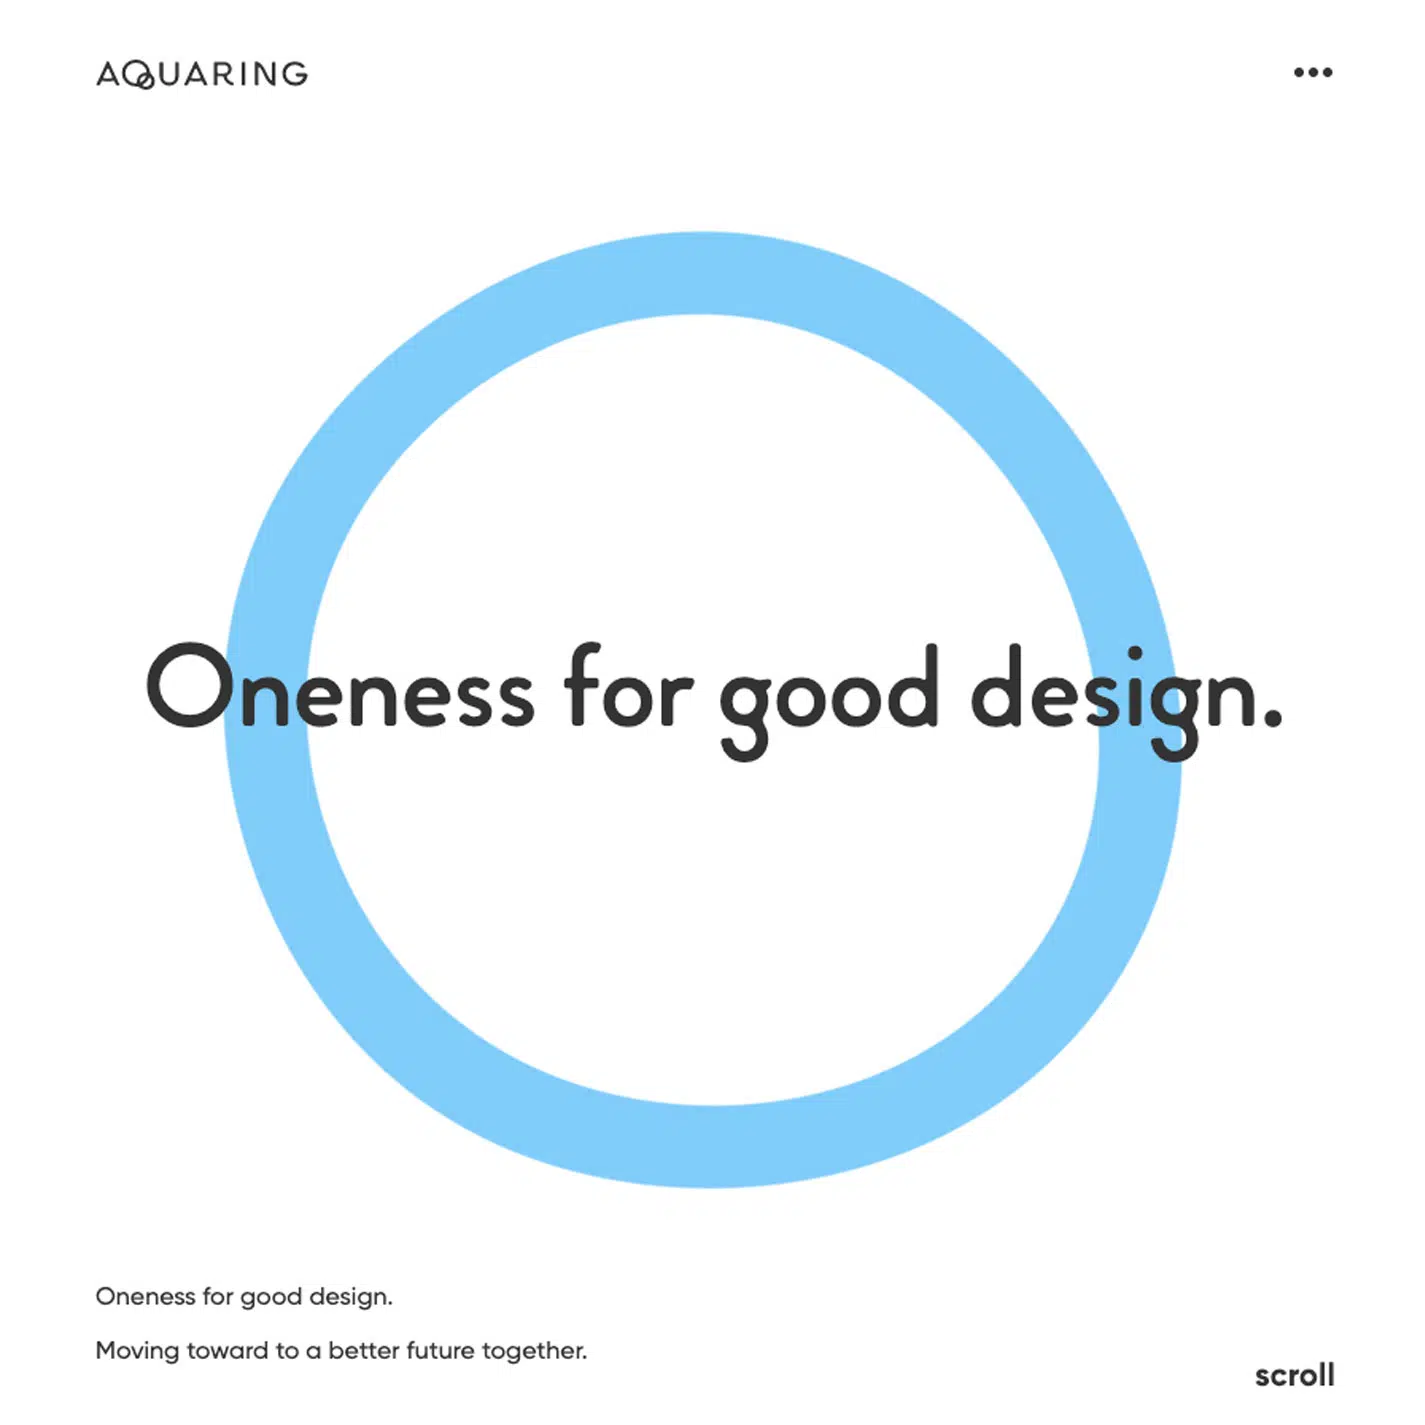 AQUARING
Oneness for good design.
Oneness for good design.
Moving toward to a better future together.
scroll